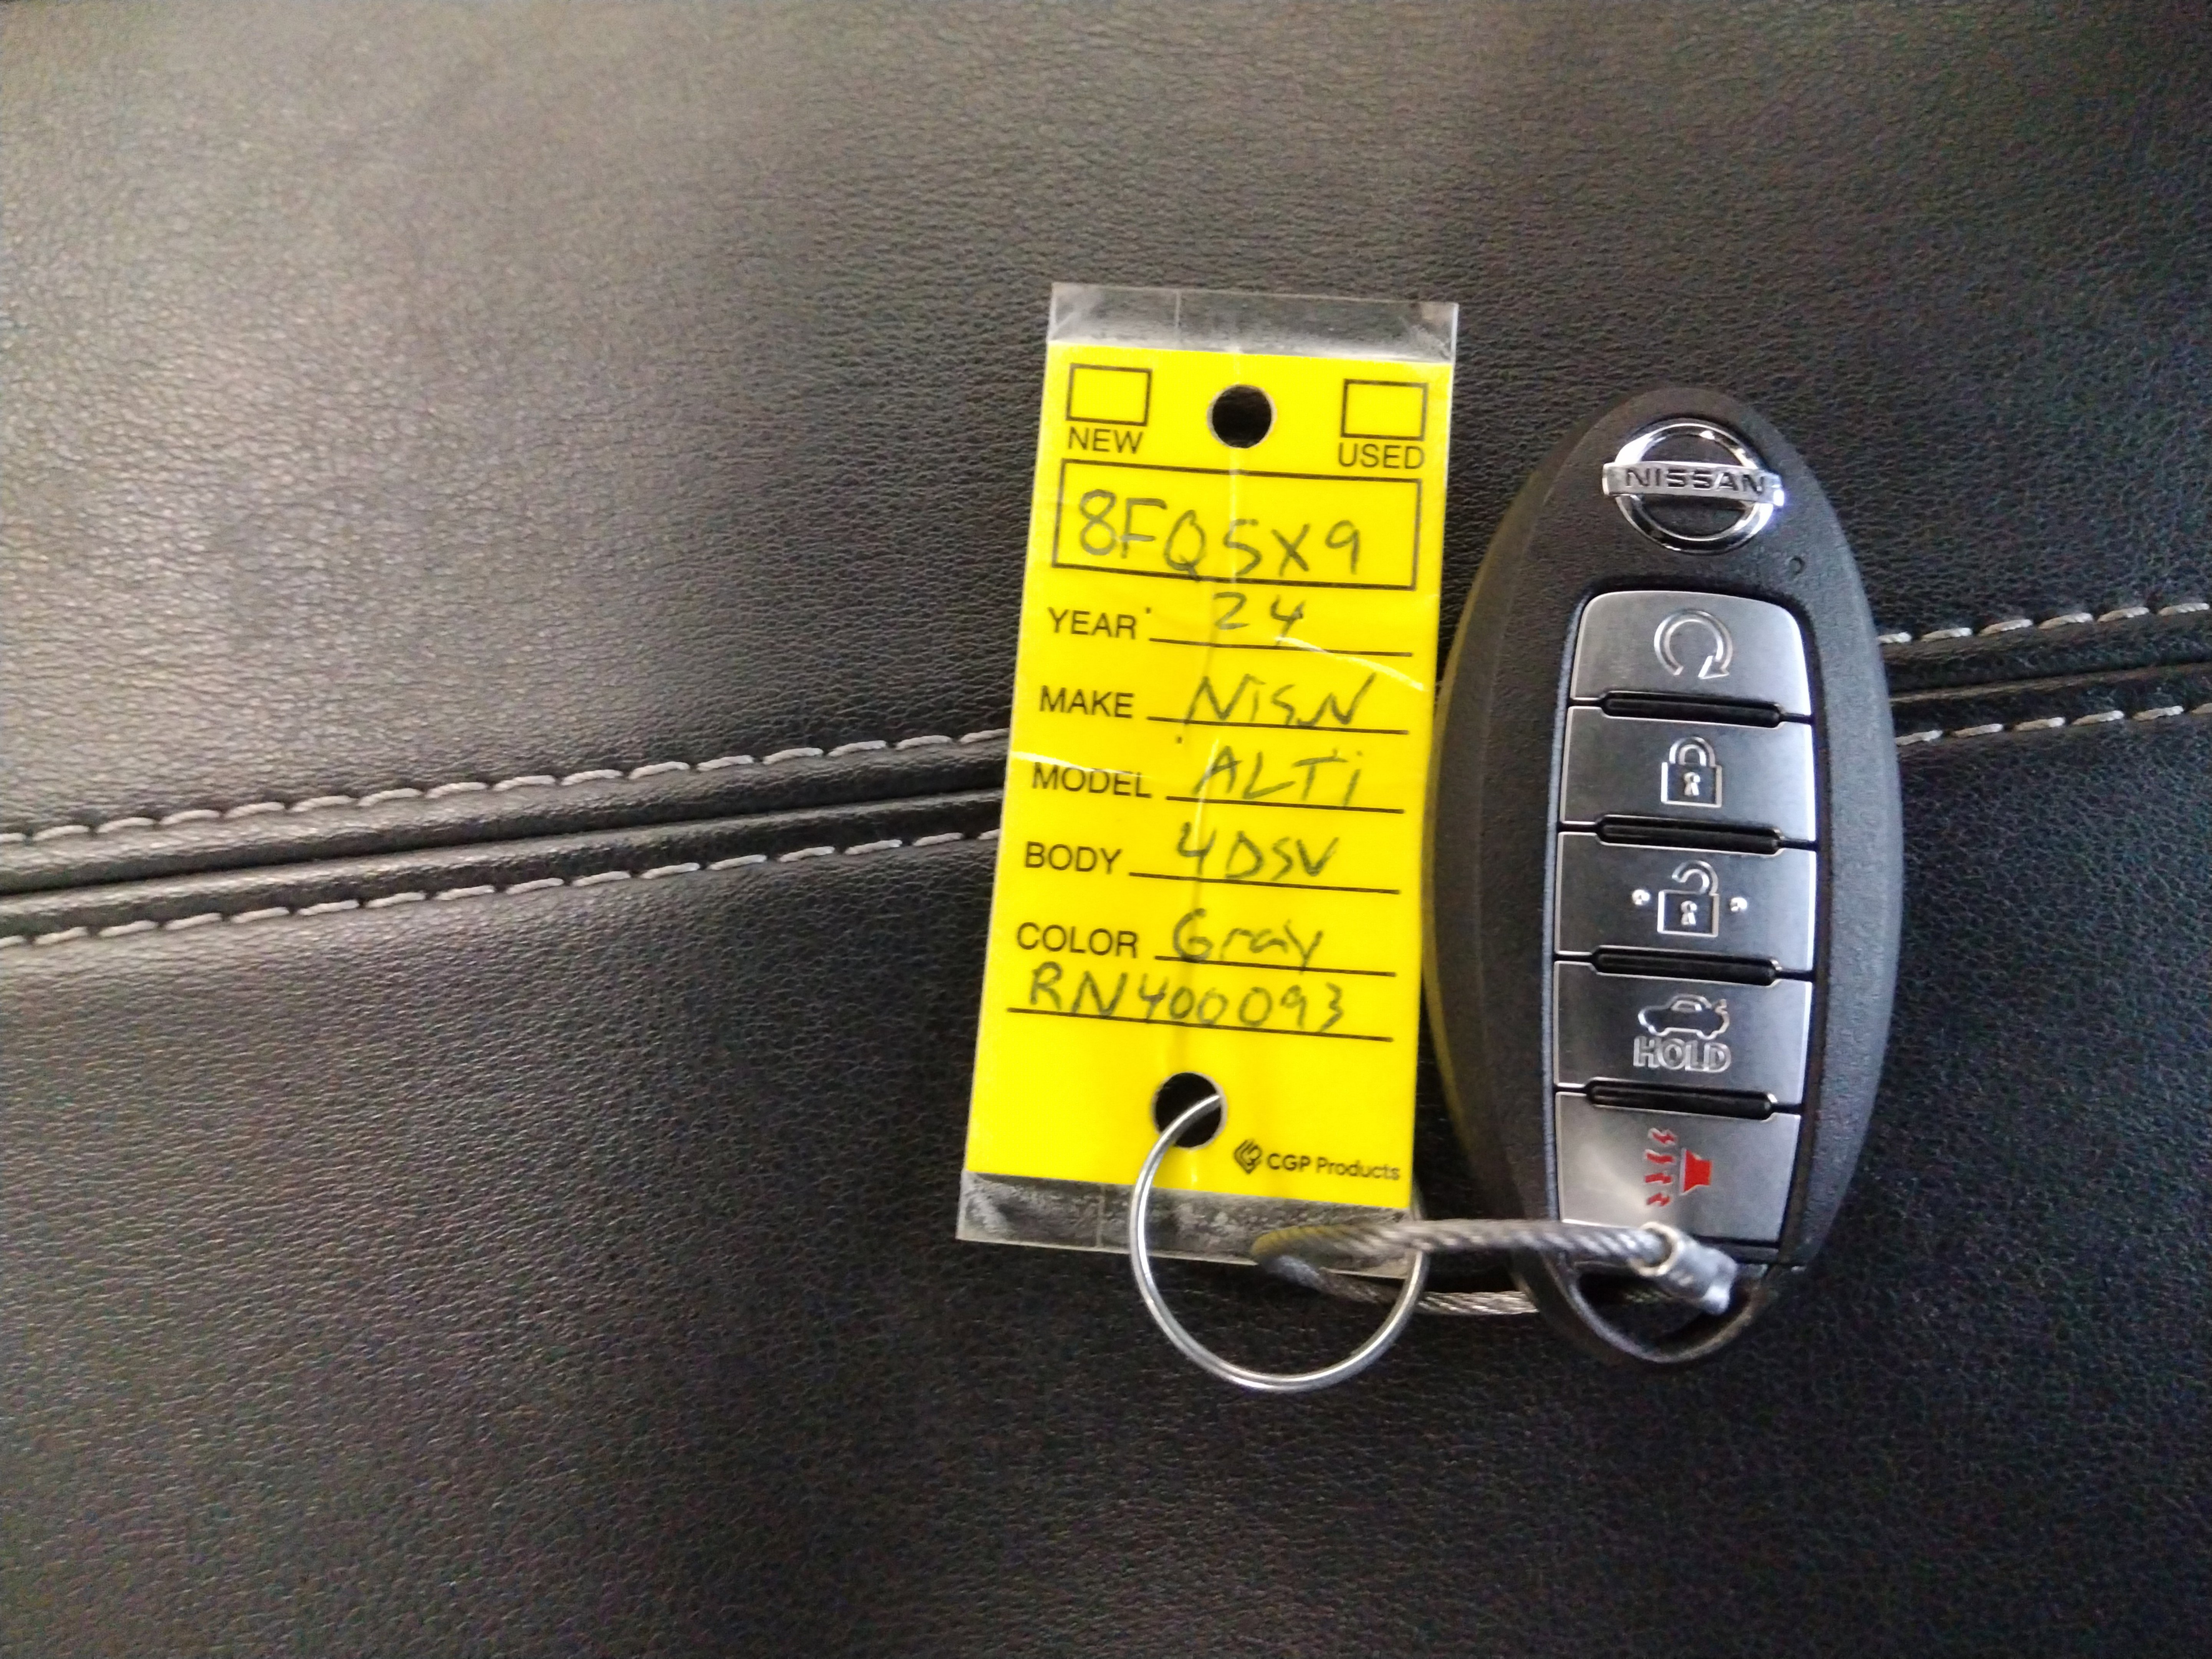 NEW USED
8FQ5X9
YEAR 24
MAKE NiSN
MODEL ALTi
BODY 4DSV
COLOR Gray
RN400093
CGP Products
NISSAN
HOLD